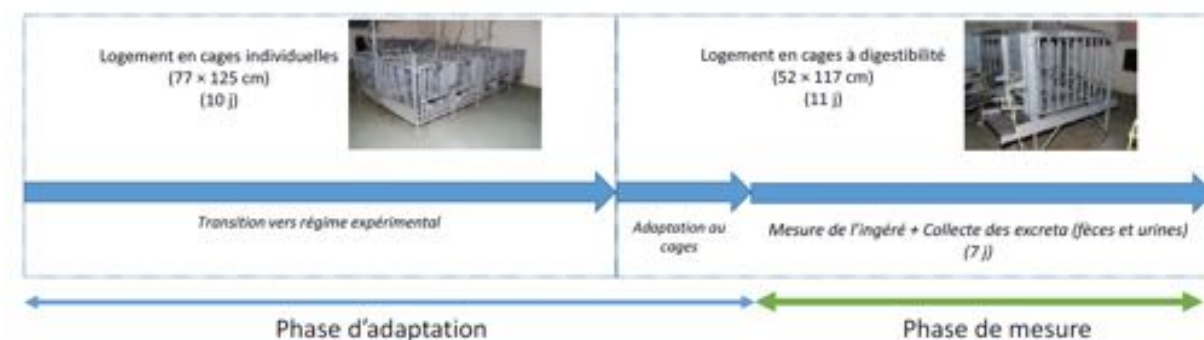 Logement en cages individuelles
(77 × 125 cm)
(10 j)
Logement en cages à digestibilité
(52 × 117 cm)
(11 j)
Transition vers régime expérimental
Adaptation au
cages
Mesure de l'ingéré + Collecte des excreta (fèces et urines)
(7 j)
Phase d'adaptation
Phase de mesure